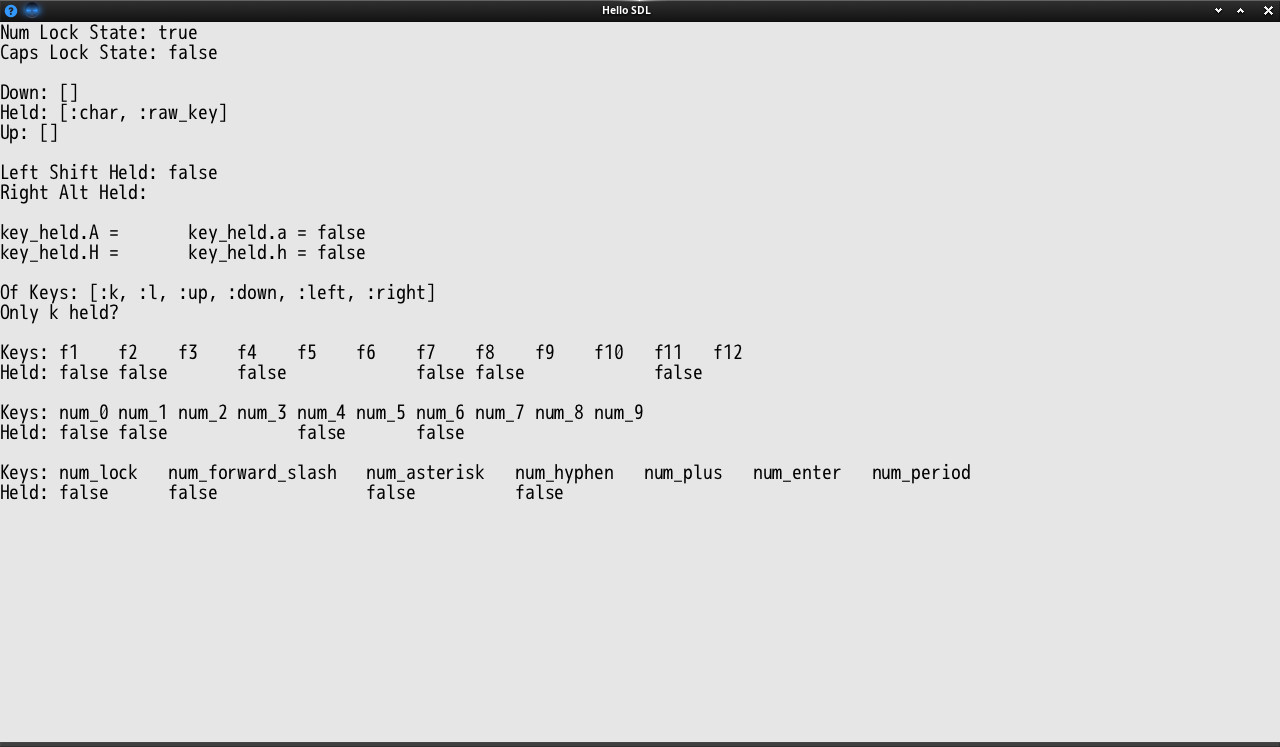 Hello SDL
Num Lock State: true
Caps Lock State: false
Down: []
Held: [:char, :raw_key]
Up: []
Left Shift Held: false
Right Alt Held:
key_held.A =       key_held.a = false
key_held.H =       key_held.h = false
Of Keys: [:k, :l, :up, :down, :left, :right]
Only k held?
Keys: f1    f2    f3    f4    f5    f6    f7    f8    f9    f10   f11   f12
Held: false false       false             false false             false
Keys: num_0 num_1 num_2 num_3 num_4 num_5 num_6 num_7 num_8 num_9
Held: false false             false       false
Keys: num_lock   num_forward_slash   num_asterisk   num_hyphen   num_plus   num_enter   num_period
Held: false      false               false          false